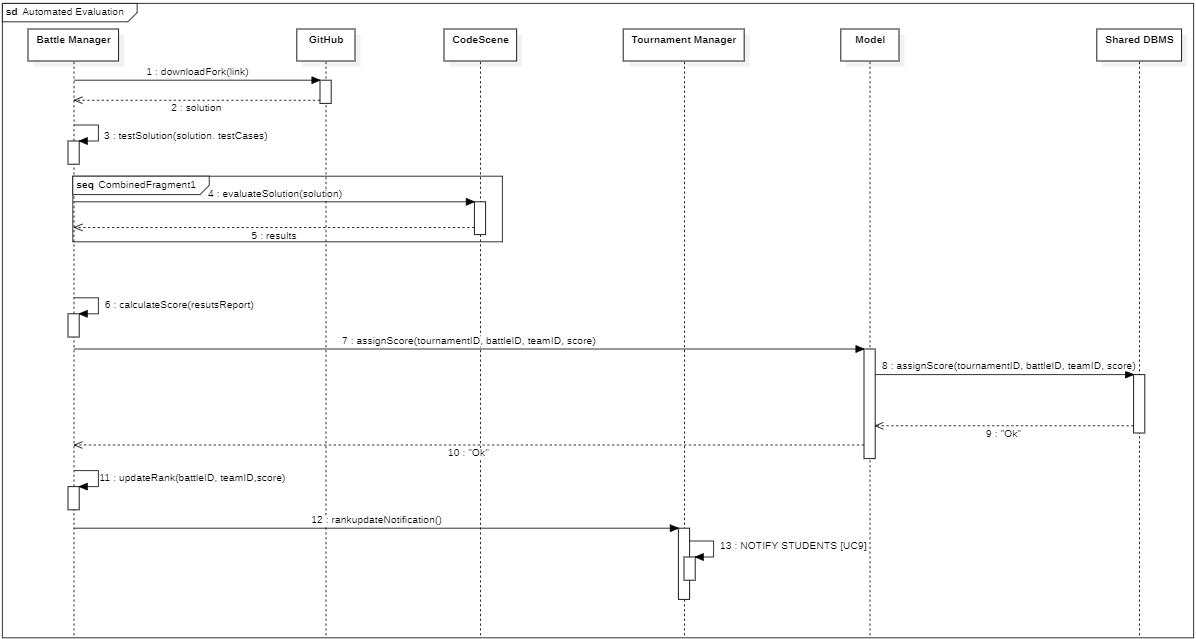 sd Automated Evaluation
Battle Manager
GitHub
CodeScene
Tournament Manager
Model
Shared DBMS
1 : downloadFork(link)
2 : solution
3 : testSolution(solution. testCases)
seq CombinedFragment1
4 : evaluateSolution(solution)
5 : results
6 : calculateScore(resutsReport)
7 : assignScore(tournamentID, battleID, teamID, score)
8 : assignScore(tournamentID, battleID, teamID, score)
9 : "Ok"
10 : "Ok"
11 : updateRank(battleID, teamID,score)
12 : rankupdateNotification()
13 : NOTIFY STUDENTS [UC9]